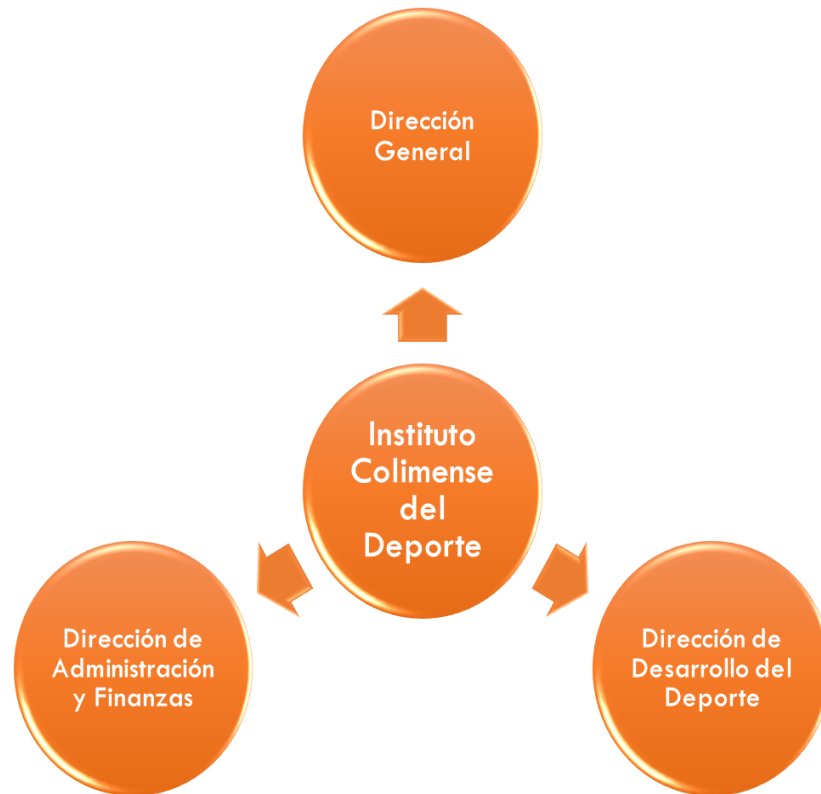 Dirección
General
Instituto
Colimense
del
Deporte
Dirección de
Administración
y Finanzas
Dirección de
Desarrollo del
Deporte